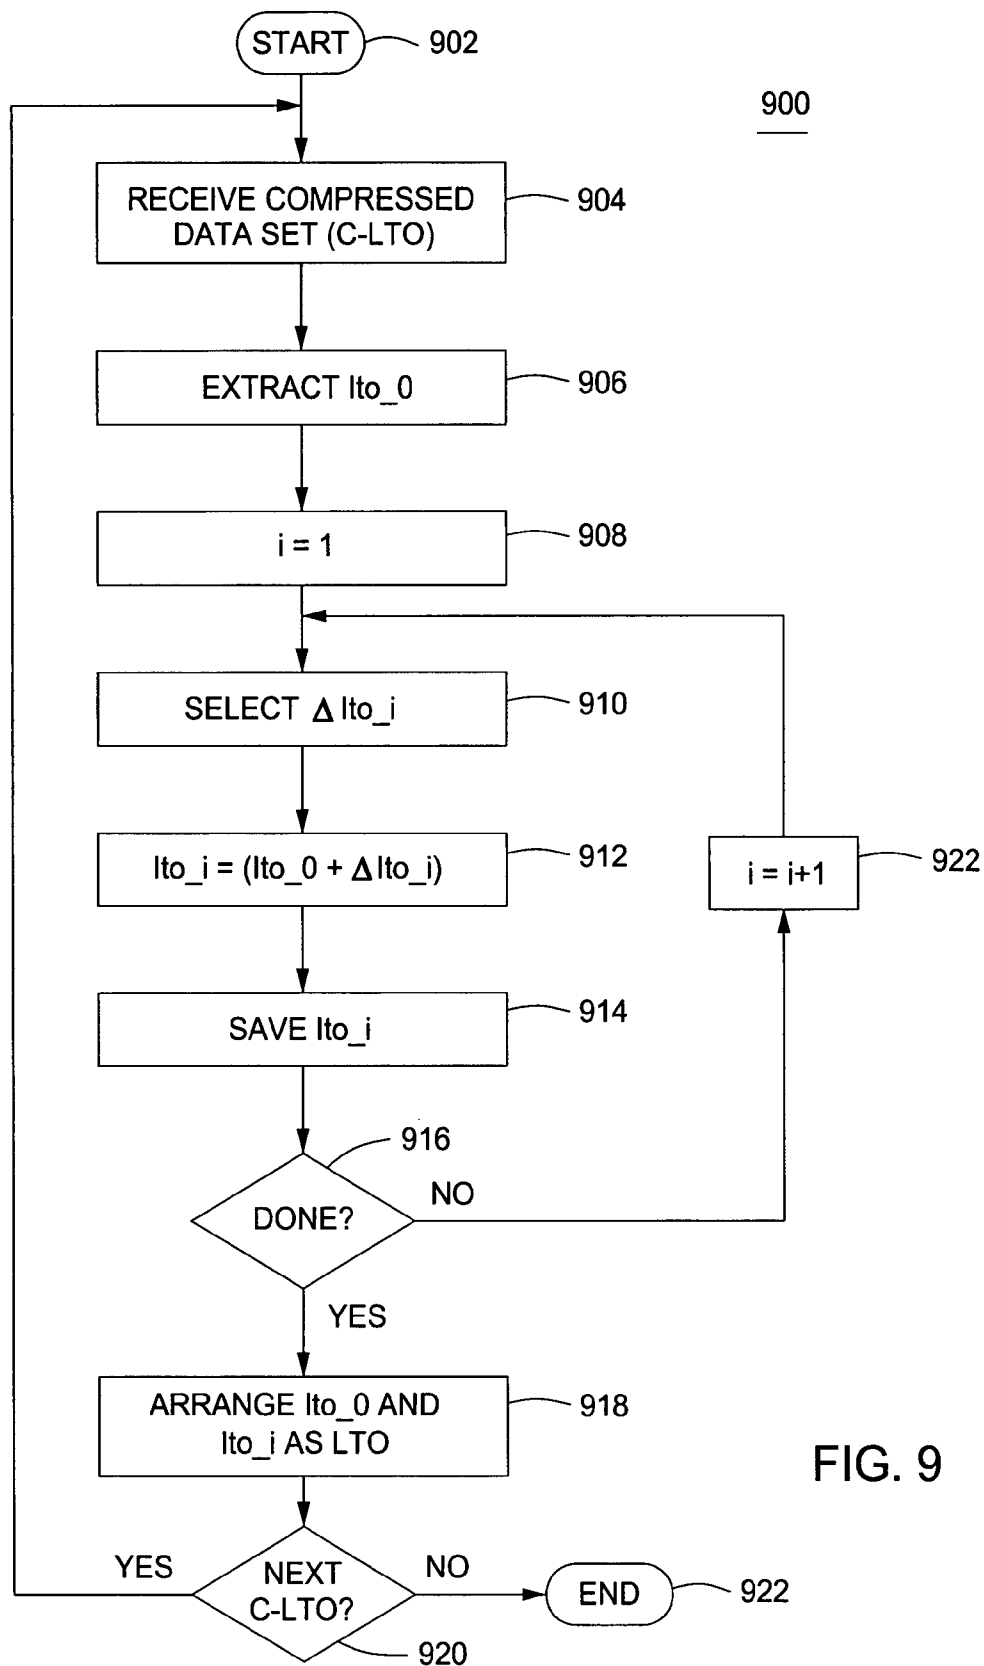 START
902
900
RECEIVE COMPRESSED
DATA SET (C-LTO)
904
EXTRACT lto_0
906
i = 1
908
SELECT Δ lto_i
910
lto_i = (lto_0 + Δ lto_i)
912
i = i+1
922
SAVE lto_i
914
916
DONE?
NO
YES
ARRANGE lto_0 AND
lto_i AS LTO
918
FIG. 9
YES
NEXT
C-LTO?
NO
END
922
920